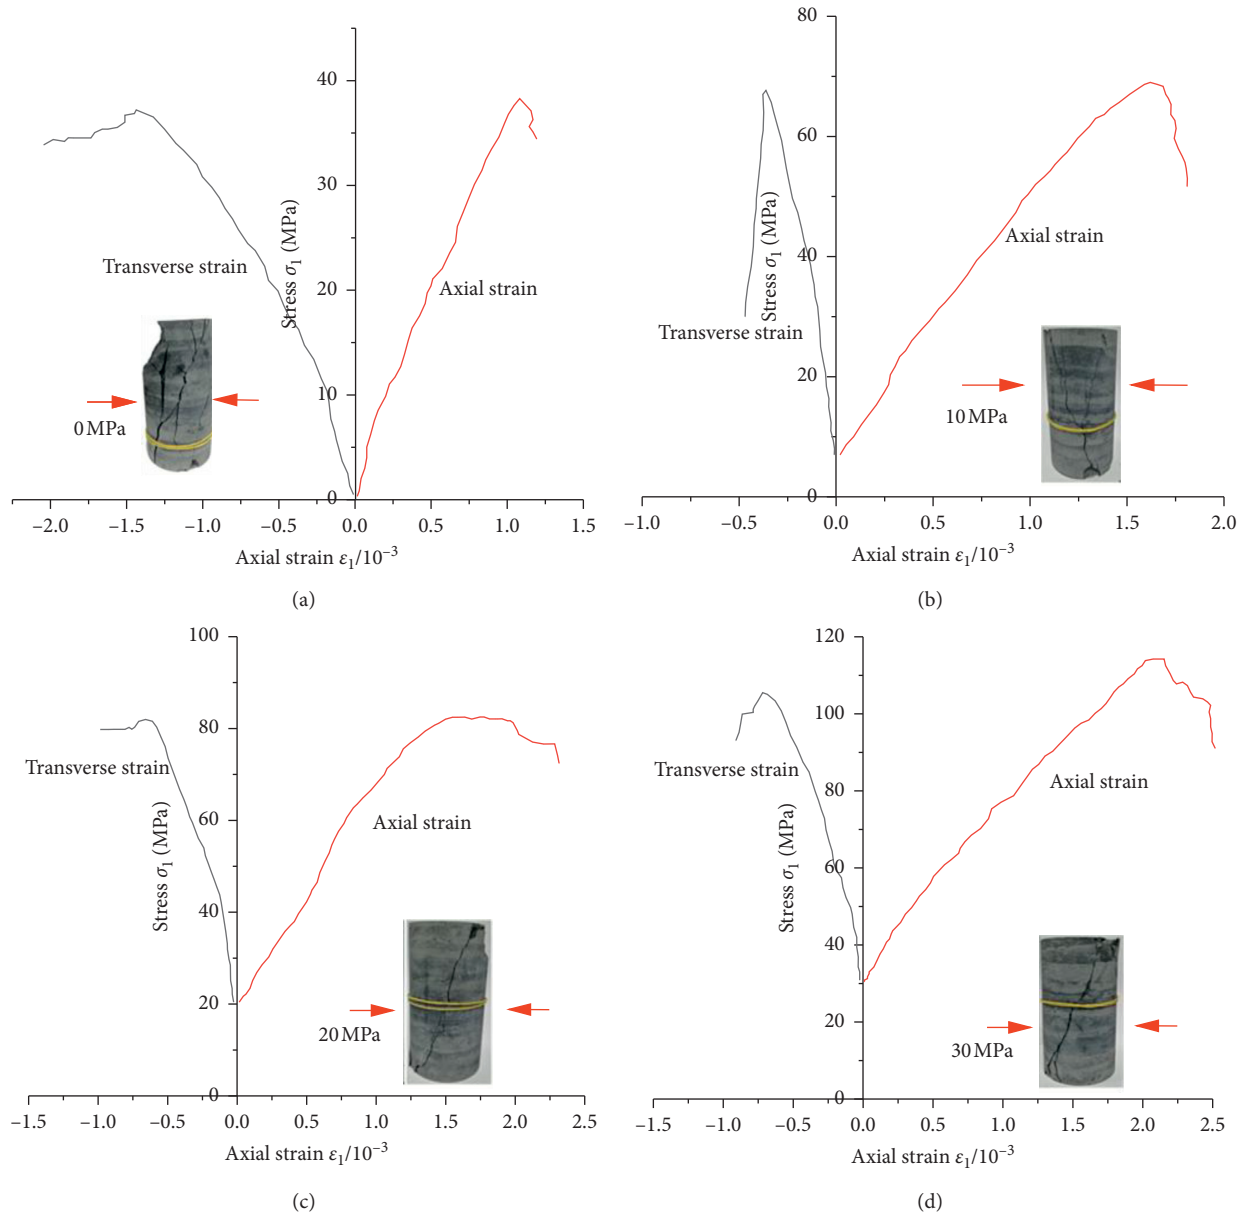 40
30
20
10
0
Stress σ₁ (MPa)
Transverse strain
Axial strain
0 MPa
−2.0 −1.5 −1.0 −0.5 0.0 0.5 1.0 1.5
Axial strain ε₁/10⁻³
(a)
80
60
40
20
0
Stress σ₁ (MPa)
Axial strain
Transverse strain
10 MPa
−1.0 −0.5 0.0 0.5 1.0 1.5 2.0
Axial strain ε₁/10⁻³
(b)
100
80
60
40
20
0
Stress σ₁ (MPa)
Transverse strain
Axial strain
20 MPa
−1.5 −1.0 −0.5 0.0 0.5 1.0 1.5 2.0
Axial strain ε₁/10⁻³
(c)
120
100
80
60
40
20
0
Stress σ₁ (MPa)
Transverse strain
Axial strain
30 MPa
−1.5 −1.0 −0.5 0.0 0.5 1.0 1.5 2.0 2.5
Axial strain ε₁/10⁻³
(d)